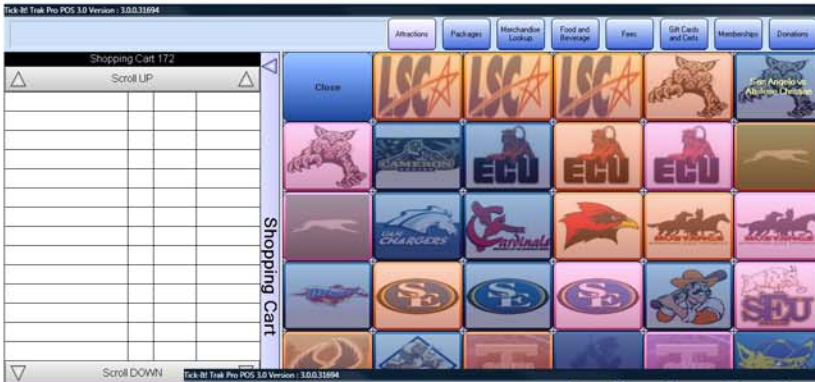 Tick-It! Trak Pro POS 3.0 Version : 3.0.0.31694
Attractions
Packages
Merchandise
Lookup
Food and
Beverage
Fees
Gift Cards
and Certs
Memberships
Donations
Shopping Cart 172
Scroll UP
Shopping Cart
Close
LSC
LSC
LSC
San Angelo vs
Abilene Christian
CAMERON
ECU
ECU
ECU
UAH
CHARGERS
Cardinals
MUSTANGS
MUSTANGS
SE
SE
SE
SEU
Scroll DOWN
Tick-It! Trak Pro POS 3.0 Version : 3.0.0.31694